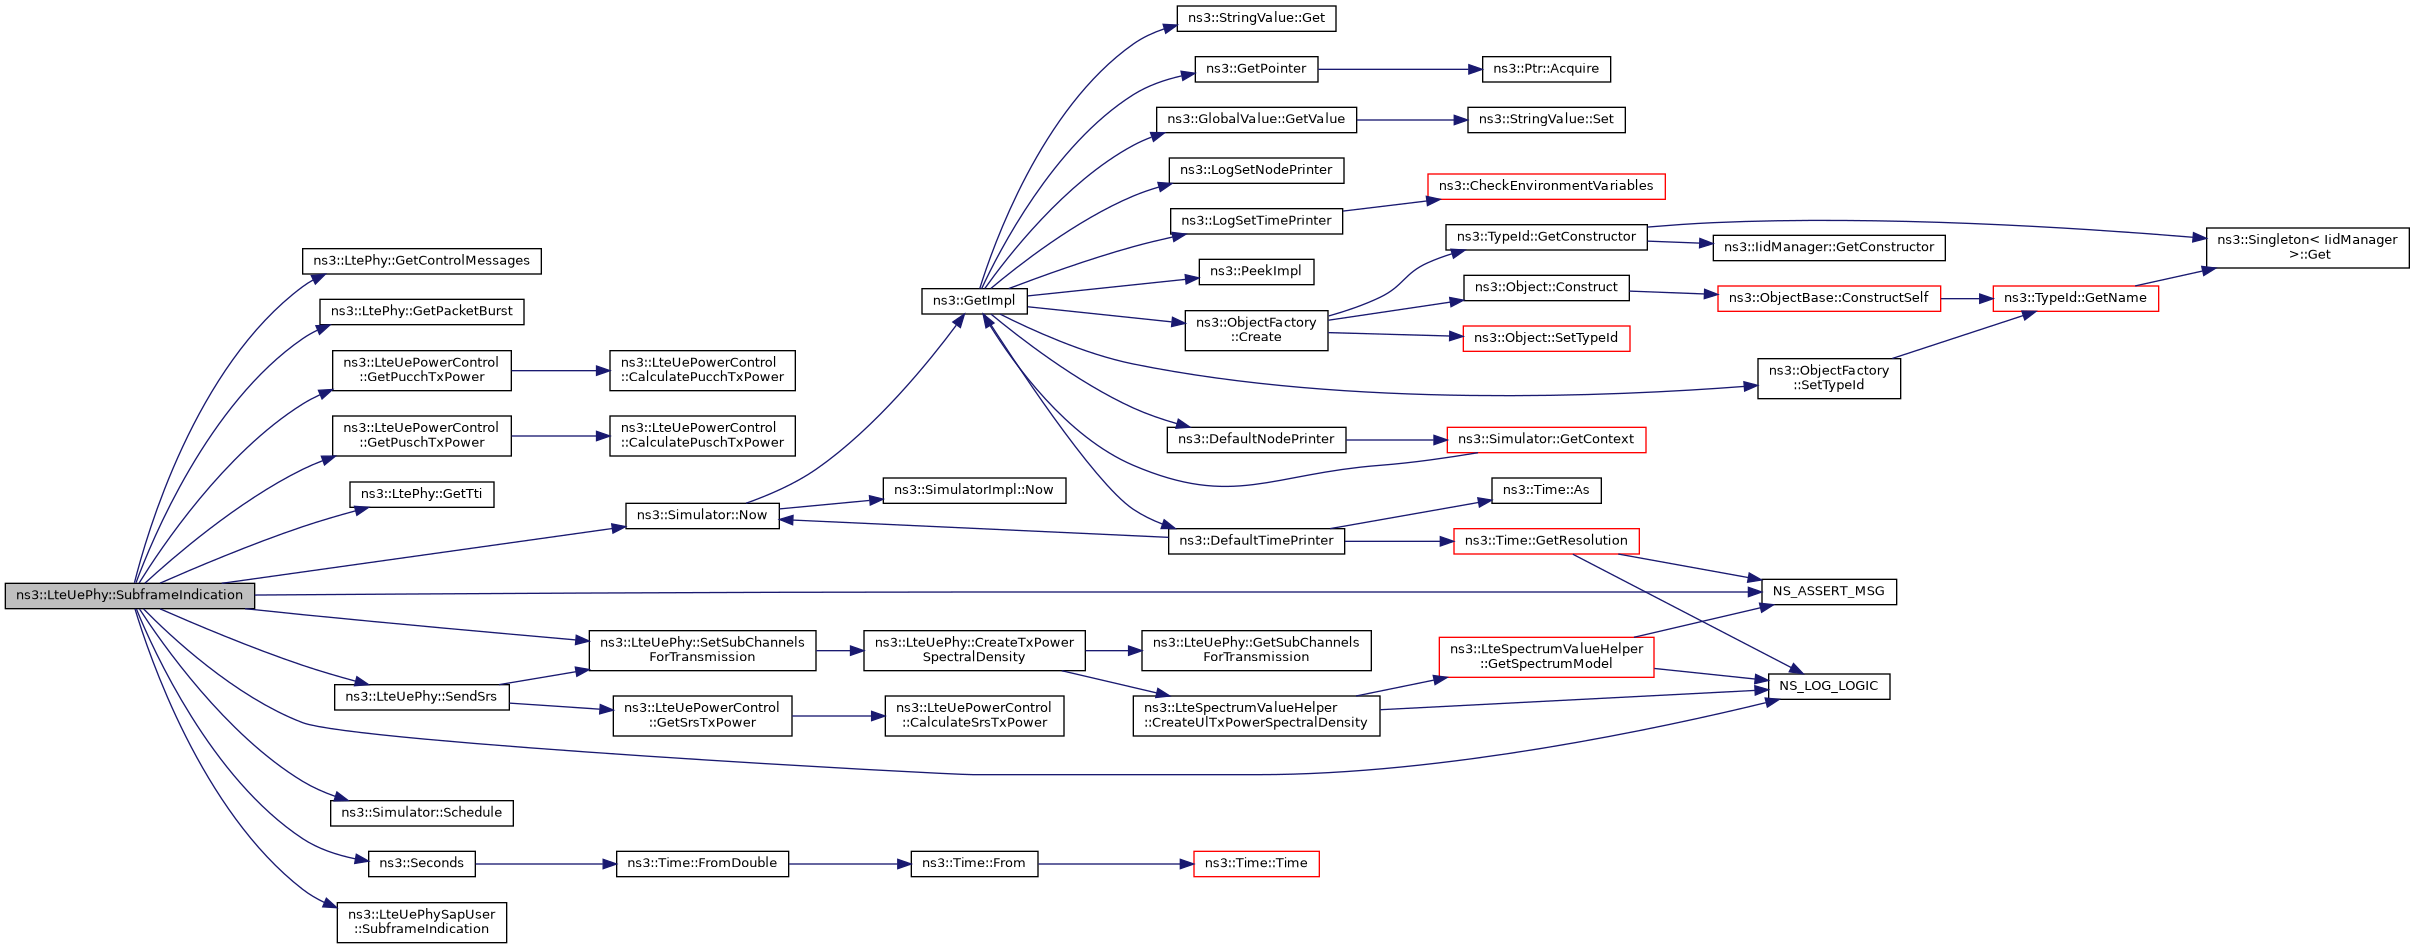 ns3::StringValue::Get
ns3::GetPointer
ns3::Ptr::Acquire
ns3::GlobalValue::GetValue
ns3::StringValue::Set
ns3::LogSetNodePrinter
ns3::CheckEnvironmentVariables
ns3::LogSetTimePrinter
ns3::TypeId::GetConstructor
ns3::IidManager::GetConstructor
ns3::Singleton< IidManager
>::Get
ns3::LtePhy::GetControlMessages
ns3::PeekImpl
ns3::Object::Construct
ns3::ObjectBase::ConstructSelf
ns3::TypeId::GetName
ns3::GetImpl
ns3::LtePhy::GetPacketBurst
ns3::ObjectFactory
::Create
ns3::Object::SetTypeId
ns3::LteUePowerControl
::GetPucchTxPower
ns3::LteUePowerControl
::CalculatePucchTxPower
ns3::ObjectFactory
::SetTypeId
ns3::LteUePowerControl
::GetPuschTxPower
ns3::LteUePowerControl
::CalculatePuschTxPower
ns3::DefaultNodePrinter
ns3::Simulator::GetContext
ns3::LtePhy::GetTti
ns3::SimulatorImpl::Now
ns3::Time::As
ns3::Simulator::Now
ns3::DefaultTimePrinter
ns3::Time::GetResolution
ns3::LteUePhy::SubframeIndication
NS_ASSERT_MSG
ns3::LteUePhy::SetSubChannels
ForTransmission
ns3::LteUePhy::CreateTxPower
SpectralDensity
ns3::LteUePhy::GetSubChannels
ForTransmission
ns3::LteSpectrumValueHelper
::GetSpectrumModel
ns3::LteUePhy::SendSrs
NS_LOG_LOGIC
ns3::LteUePowerControl
::GetSrsTxPower
ns3::LteUePowerControl
::CalculateSrsTxPower
ns3::LteSpectrumValueHelper
::CreateUlTxPowerSpectralDensity
ns3::Simulator::Schedule
ns3::Seconds
ns3::Time::FromDouble
ns3::Time::From
ns3::Time::Time
ns3::LteUePhySapUser
::SubframeIndication